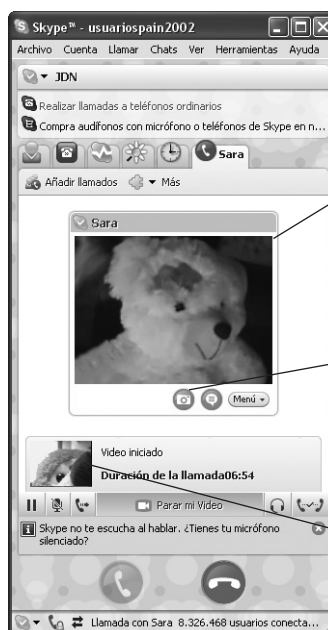 Skype™ - usuariospain2002
Archivo Cuenta Llamar Chats Ver Herramientas Ayuda
JDN
Realizar llamadas a teléfonos ordinarios
Compra audífonos con micrófono o teléfonos de Skype en n...
Sara
Añadir llamados Más
Sara
Menú
Video iniciado
Duración de la llamada06:54
Parar mi Video
Skype no te escucha al hablar. ¿Tienes tu micrófono
silenciado?
Llamada con Sara 8.326.468 usuarios conecta...